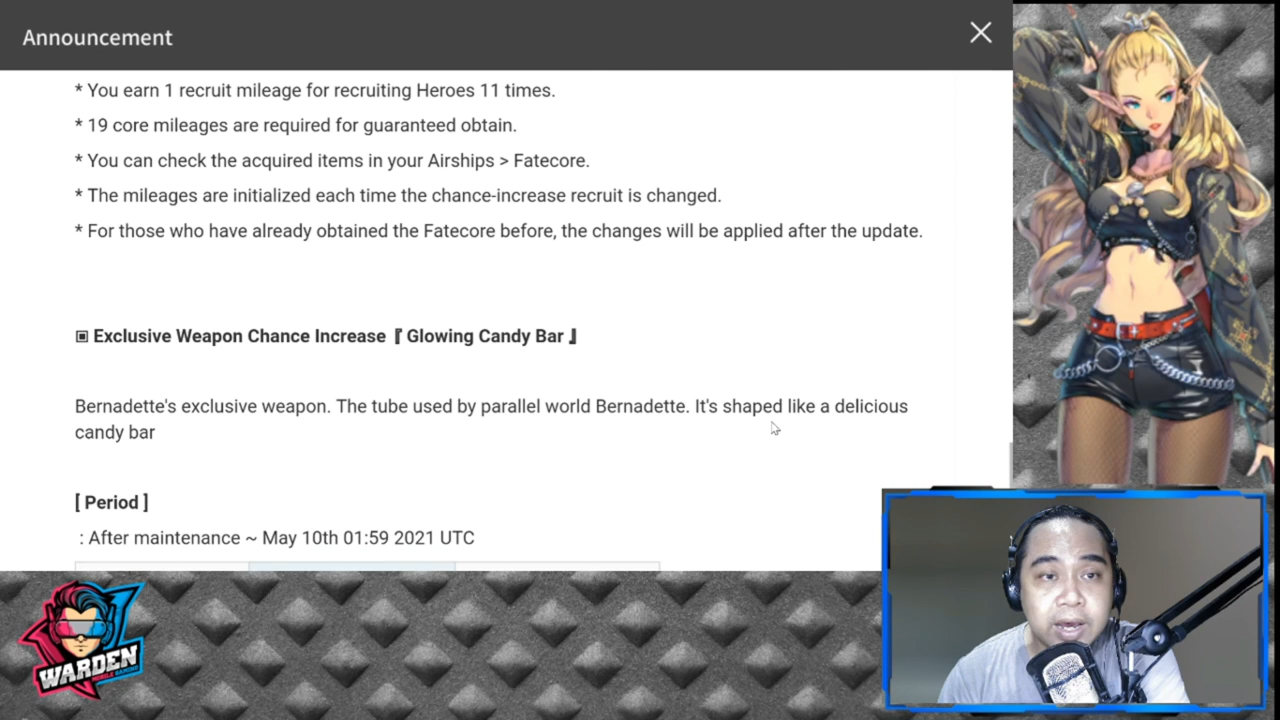 Announcement
* You earn 1 recruit mileage for recruiting Heroes 11 times.
* 19 core mileages are required for guaranteed obtain.
* You can check the acquired items in your Airships > Fatecore.
* The mileages are initialized each time the chance-increase recruit is changed.
* For those who have already obtained the Fatecore before, the changes will be applied after the update.
▣ Exclusive Weapon Chance Increase『 Glowing Candy Bar 』
Bernadette's exclusive weapon. The tube used by parallel world Bernadette. It's shaped like a delicious
candy bar
[ Period ]
: After maintenance ~ May 10th 01:59 2021 UTC
WARDEN
MOBILE GAMING